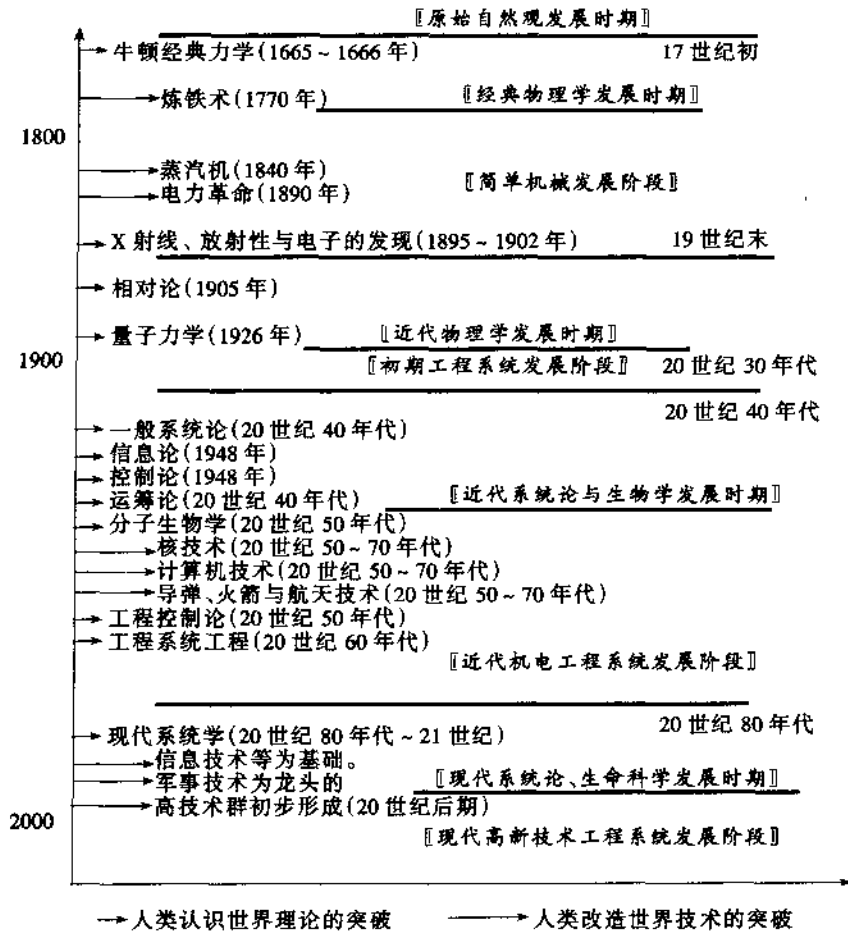 〖原始自然观发展时期〗
牛顿经典力学(1665~1666年) 17世纪初
炼铁术(1770年) 〖经典物理学发展时期〗
1800
蒸汽机(1840年)
〖简单机械发展阶段〗
电力革命(1890年)
X射线、放射性与电子的发现(1895~1902年) 19世纪末
相对论(1905年)
量子力学(1926年) 〖近代物理学发展时期〗
1900
〖初期工程系统发展阶段〗 20世纪30年代
20世纪40年代
一般系统论(20世纪40年代)
信息论(1948年)
控制论(1948年)
运筹论(20世纪40年代) 〖近代系统论与生物学发展时期〗
分子生物学(20世纪50年代)
核技术(20世纪50~70年代)
计算机技术(20世纪50~70年代)
导弹、火箭与航天技术(20世纪50~70年代)
工程控制论(20世纪50年代)
工程系统工程(20世纪60年代)
〖近代机电工程系统发展阶段〗
20世纪80年代
现代系统学(20世纪80年代~21世纪)
信息技术等为基础。
军事技术为龙头的 〖现代系统论、生命科学发展时期〗
高技术群初步形成(20世纪后期)
2000
〖现代高新技术工程系统发展阶段〗
人类认识世界理论的突破 人类改造世界技术的突破